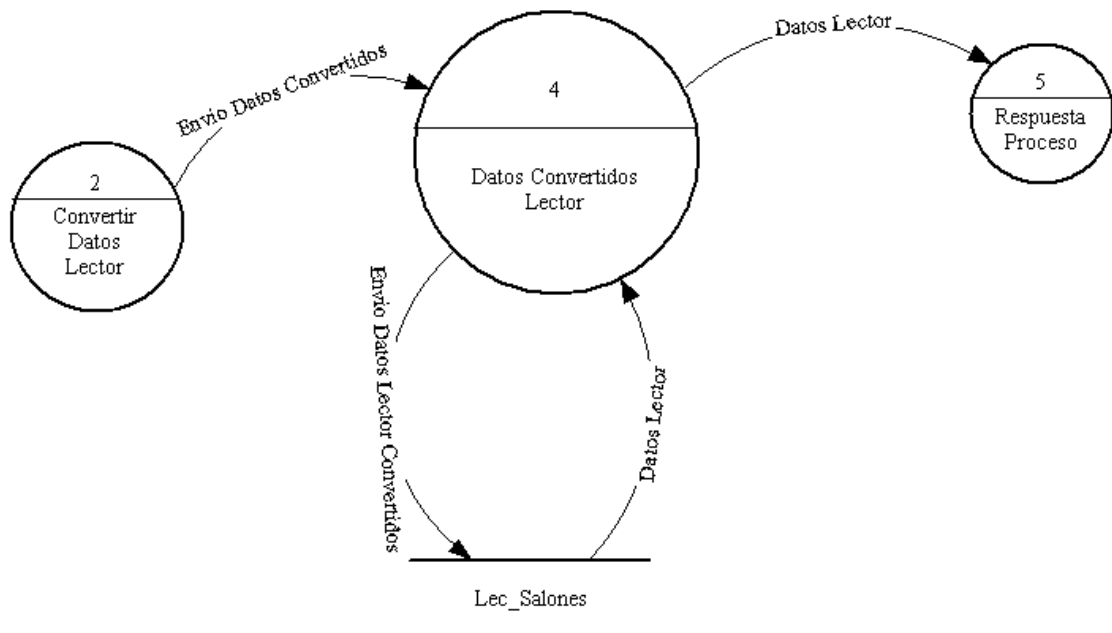 Datos Lector
Envio Datos Convertidos
4
Datos Convertidos
Lector
5
Respuesta
Proceso
2
Convertir
Datos
Lector
Envio Datos Lector Convertidos
Datos Lector
Lec_Salones